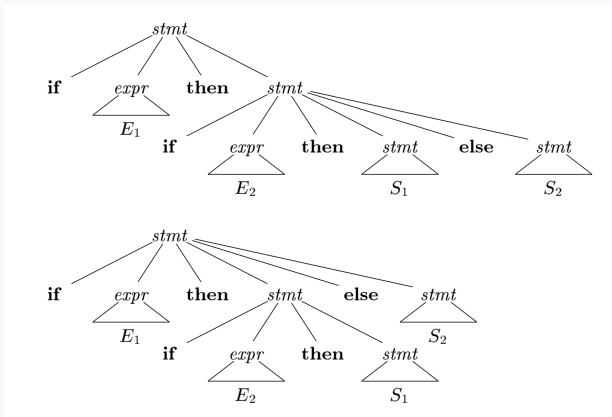 stmt
if expr then stmt
E1
if expr then stmt else stmt
E2 S1 S2
stmt
if expr then stmt else stmt
E1 S2
if expr then stmt
E2 S1